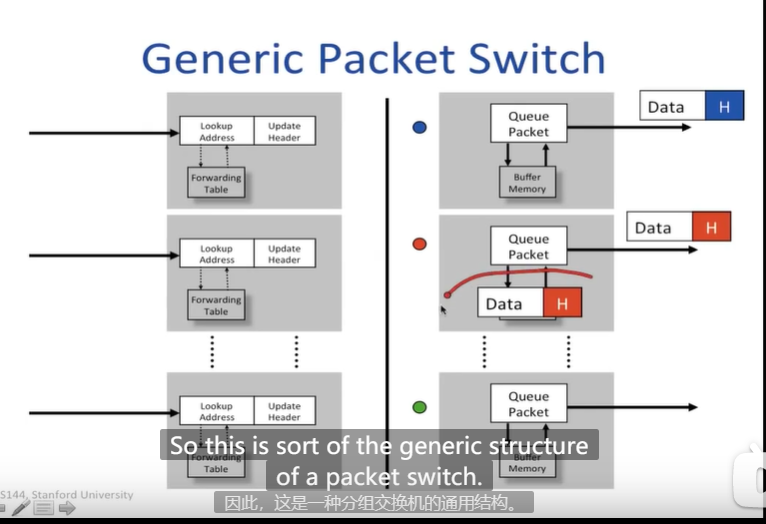 Generic Packet Switch
Lookup
Address
Update
Header
Forwarding
Table
Queue
Packet
Buffer
Memory
Data
H
Lookup
Address
Update
Header
Forwarding
Table
Queue
Packet
Data
H
Data
H
Lookup
Address
Update
Header
Forwarding
Table
Queue
Packet
Buffer
Memory
So this is sort of the generic structure
of a packet switch.
因此，这是一种分组交换机的通用结构。
S144, Stanford University